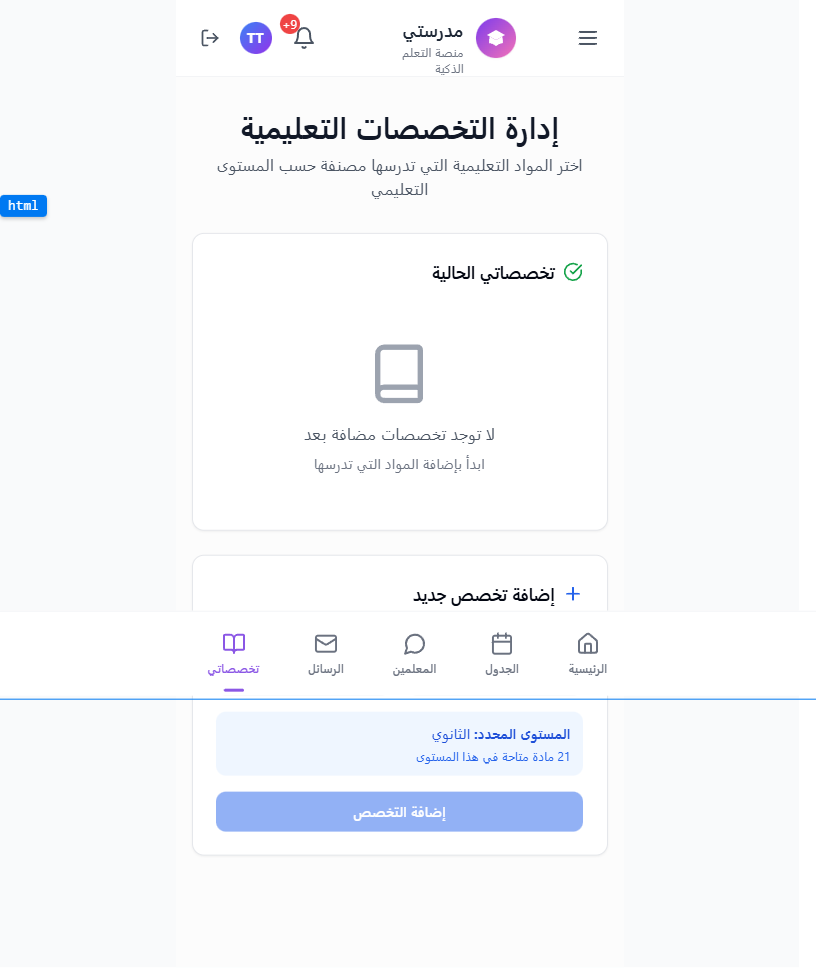 مدرستي
منصة التعلم
الذكية
+9
TT
إدارة التخصصات التعليمية
اختر المواد التعليمية التي تدرسها مصنفة حسب المستوى
التعليمي
html
تخصصاتي الحالية
لا توجد تخصصات مضافة بعد
ابدأ بإضافة المواد التي تدرسها
إضافة تخصص جديد
الرئيسية
الجدول
المعلمين
الرسائل
تخصصاتي
المستوى المحدد: الثانوي
21 مادة متاحة في هذا المستوى
إضافة التخصص